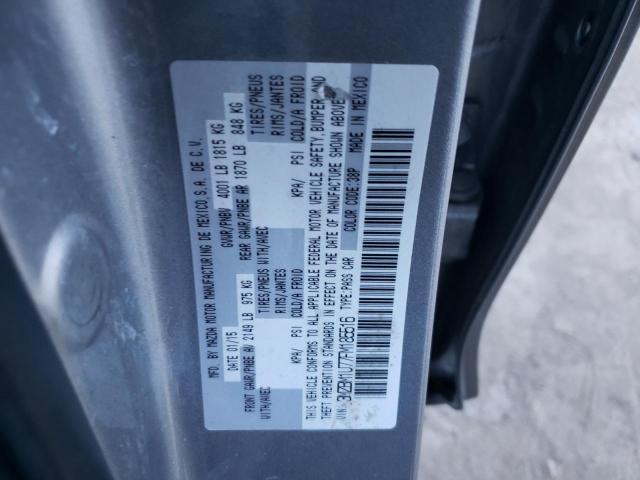 MFD BY MAZDA MOTOR MANUFACTURING DE MEXICO, S.A. DE C.V.
DATE 01/15 GVWR/PNBV 4001 LB 1815 KG
FRONT GAWR/PNBE AV 2149 LB 975 KG REAR GAWR/PNBE AR 1870 LB 848 KG
WITH/AVEC TIRES/PNEUS WITH/AVEC TIRES/PNEUS
RIMS/JANTES RIMS/JANTES
KPA/ PSI COLD/A FROID KPA/ PSI COLD/A FROID
THIS VEHICLE CONFORMS TO ALL APPLICABLE FEDERAL MOTOR VEHICLE SAFETY, BUMPER, AND
THEFT PREVENTION STANDARDS IN EFFECT ON THE DATE OF MANUFACTURE SHOWN ABOVE.
VIN: 3MZBM1U77FM185516 TYPE:PASS CAR COLOR CODE:38P MADE IN MEXICO